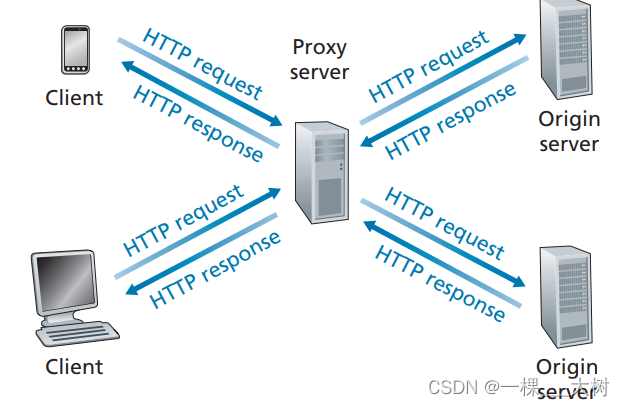 HTTP request
HTTP response
Client
Proxy
server
HTTP request
HTTP response
Origin
server
HTTP request
HTTP response
Client
HTTP request
HTTP response
Origin
server
CSDN @一棵__大树